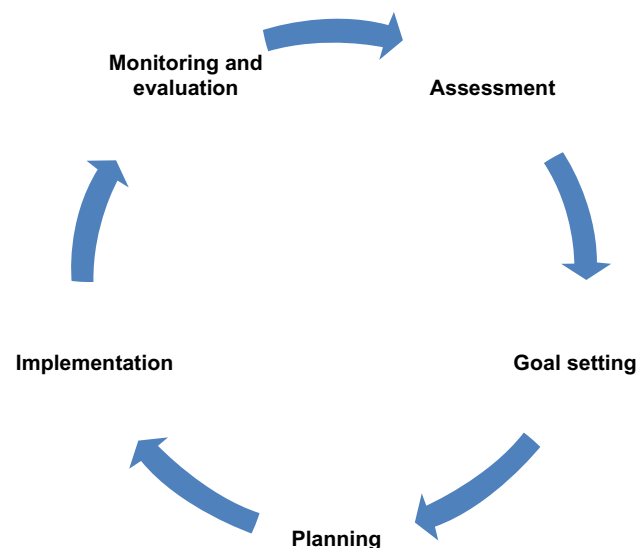 Monitoring and
evaluation
Assessment
Goal setting
Planning
Implementation